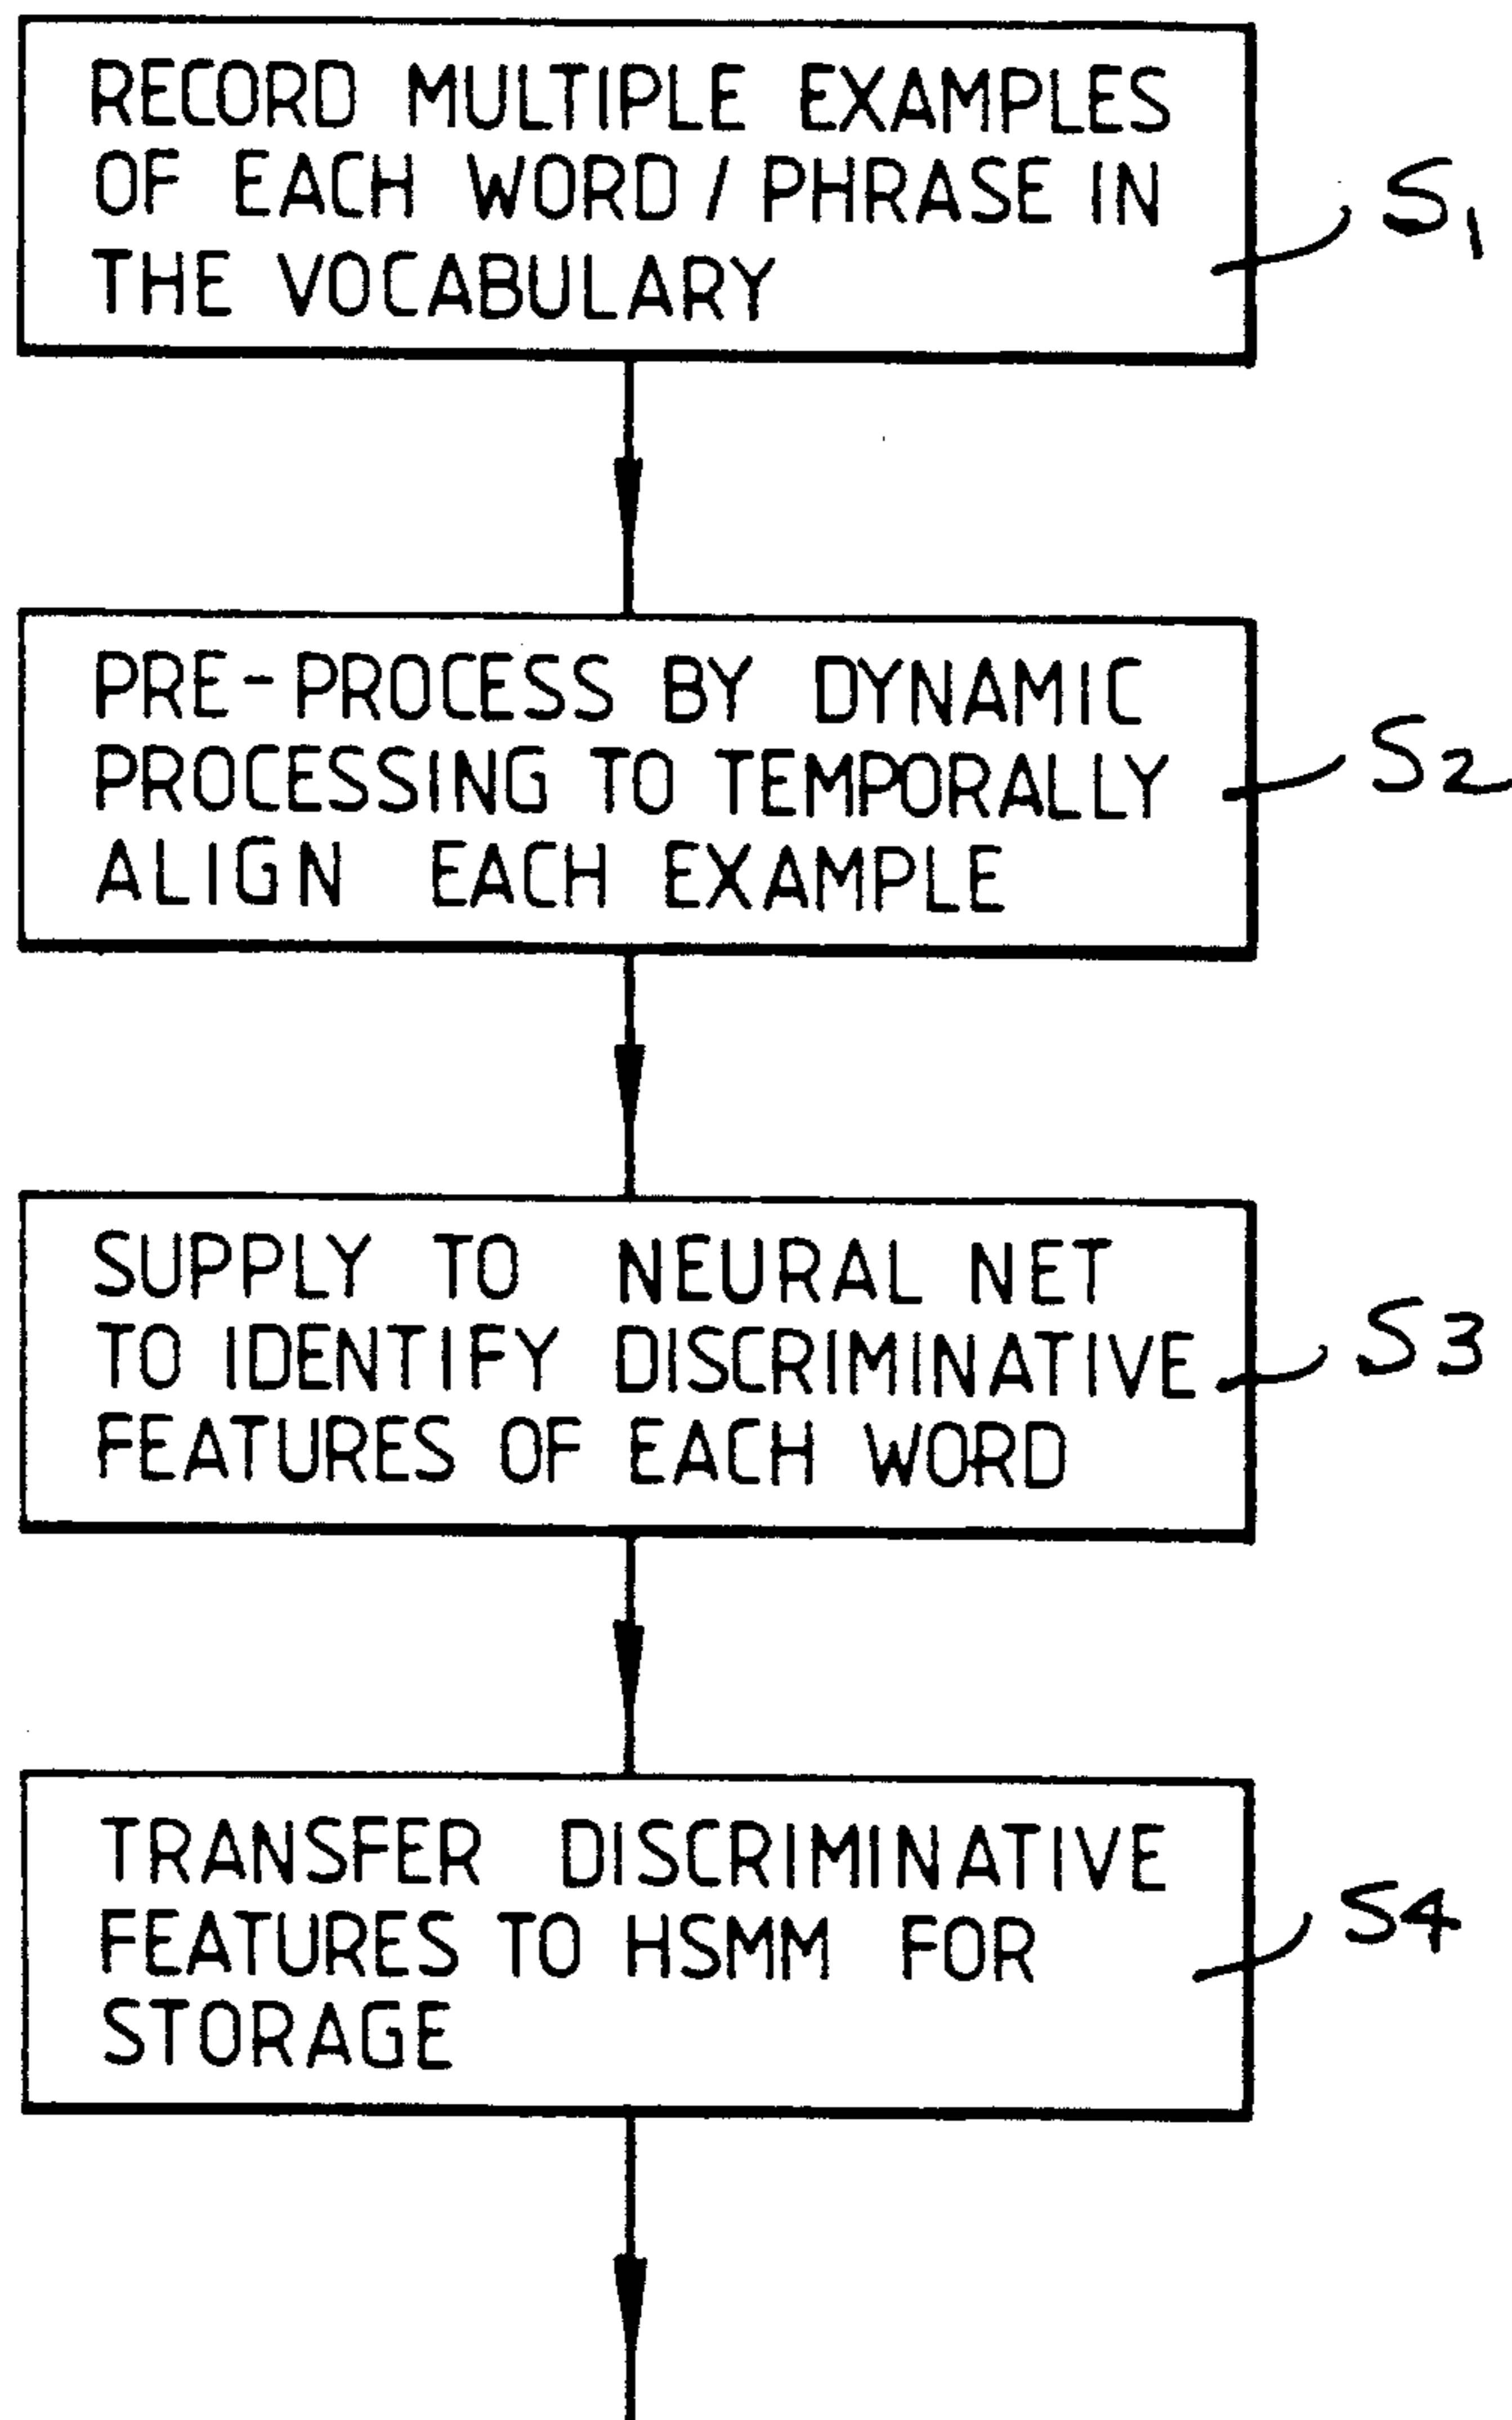 RECORD MULTIPLE EXAMPLES
OF EACH WORD / PHRASE IN
THE VOCABULARY
S1
PRE-PROCESS BY DYNAMIC
PROCESSING TO TEMPORALLY
ALIGN EACH EXAMPLE
S2
SUPPLY TO NEURAL NET
TO IDENTIFY DISCRIMINATIVE
FEATURES OF EACH WORD
S3
TRANSFER DISCRIMINATIVE
FEATURES TO HSMM FOR
STORAGE
S4